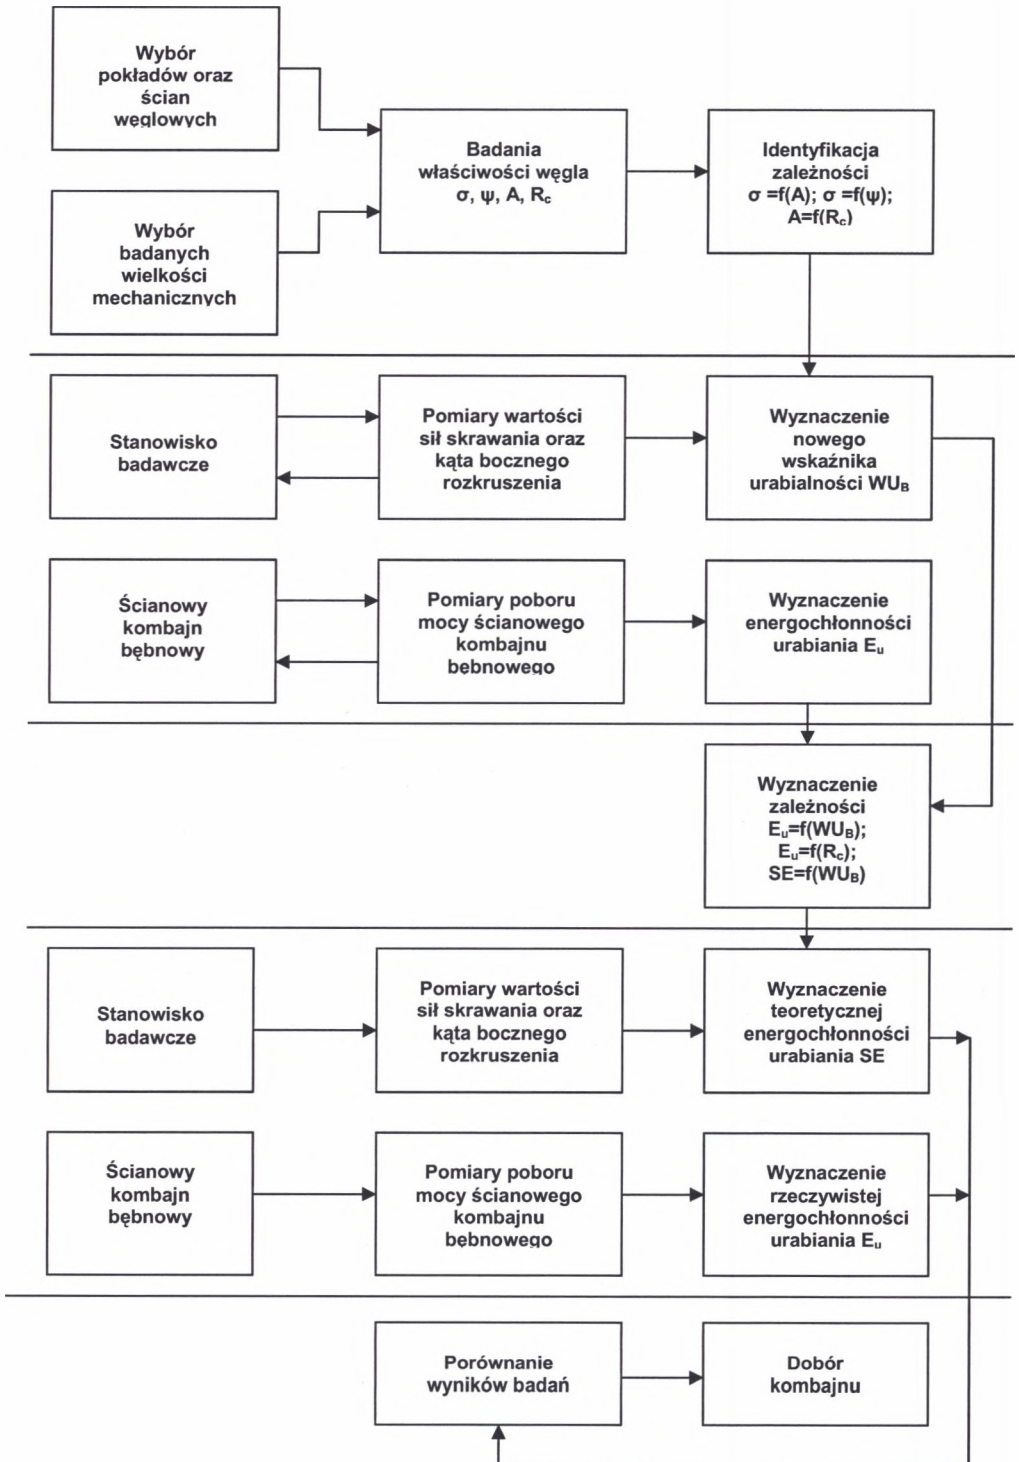 Wybór
pokładów oraz
ścian
węglowych
Wybór
badanych
wielkości
mechanicznych
Badania
właściwości węgla
σ, ψ, A, Rc
Identyfikacja
zależności
σ =f(A); σ =f(ψ);
A=f(Rc)
Stanowisko
badawcze
Pomiary wartości
sił skrawania oraz
kąta bocznego
rozkruszenia
Wyznaczenie
nowego
wskaźnika
urabialności WUB
Ścianowy
kombajn
bębnowy
Pomiary poboru
mocy ścianowego
kombajnu
bębnowego
Wyznaczenie
energochłonności
urabiania Eu
Wyznaczenie
zależności
Eu=f(WUB);
Eu=f(Rc);
SE=f(WUB)
Stanowisko
badawcze
Pomiary wartości
sił skrawania oraz
kąta bocznego
rozkruszenia
Wyznaczenie
teoretycznej
energochłonności
urabiania SE
Ścianowy
kombajn
bębnowy
Pomiary poboru
mocy ścianowego
kombajnu
bębnowego
Wyznaczenie
rzeczywistej
energochłonności
urabiania Eu
Porównanie
wyników badań
Dobór
kombajnu